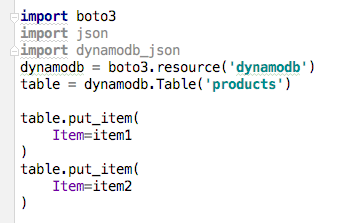 import boto3
import json
import dynamodb_json
dynamodb = boto3.resource('dynamodb')
table = dynamodb.Table('products')

table.put_item(
    Item=item1
)
table.put_item(
    Item=item2
)